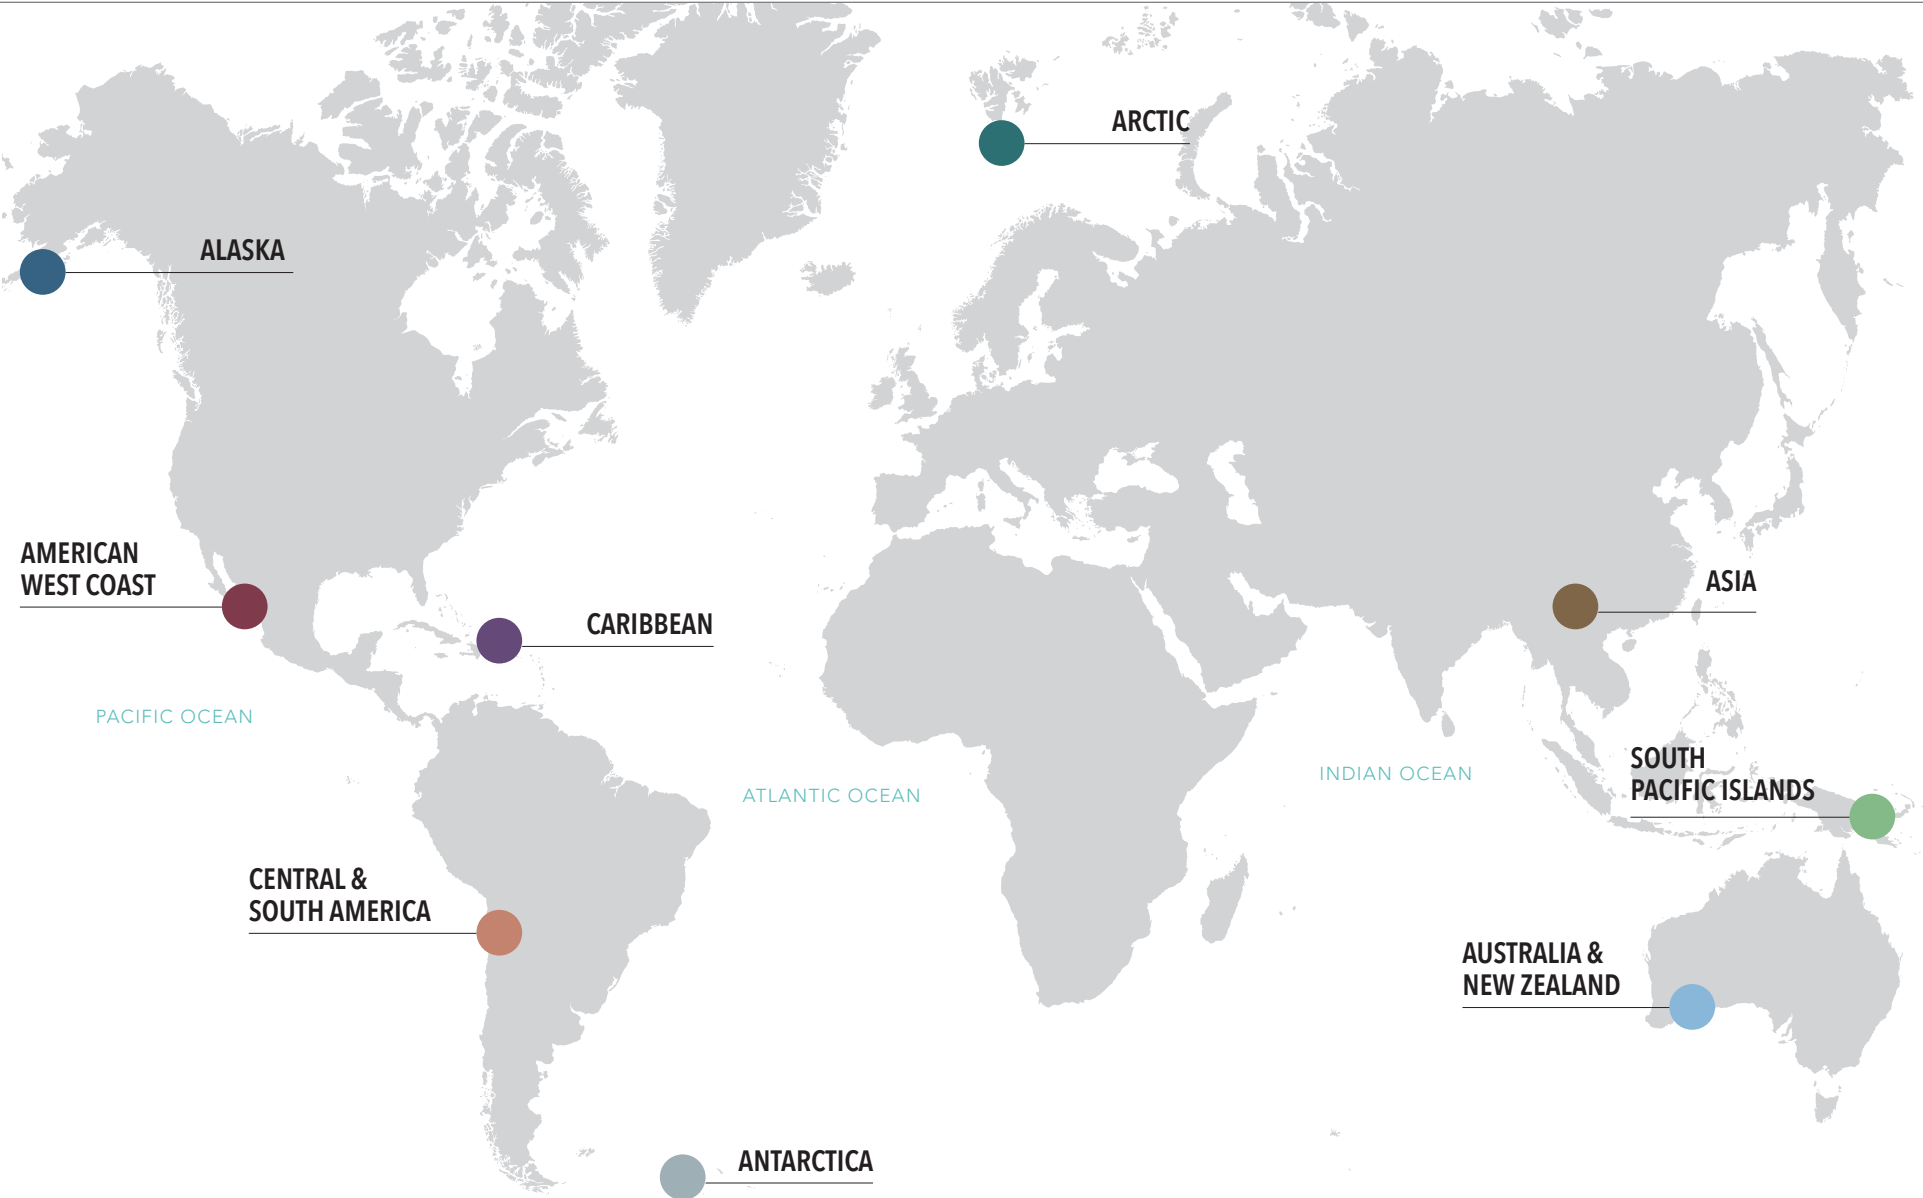 ARCTIC
ALASKA
AMERICAN
WEST COAST
CARIBBEAN
ASIA
PACIFIC OCEAN
ATLANTIC OCEAN
INDIAN OCEAN
SOUTH
PACIFIC ISLANDS
CENTRAL &
SOUTH AMERICA
AUSTRALIA &
NEW ZEALAND
ANTARCTICA